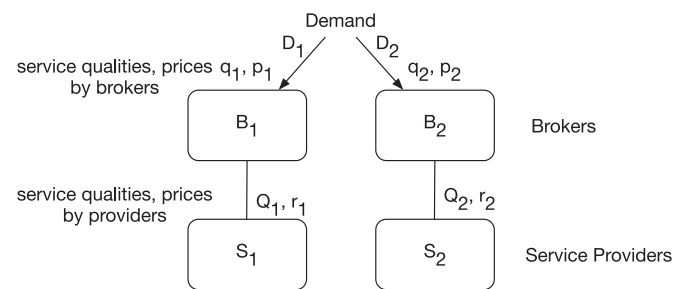 Demand
D1 D2
service qualities, prices q1, p1 q2, p2
by brokers
B1 B2 Brokers
service qualities, prices
by providers
Q1, r1 Q2, r2
S1 S2 Service Providers